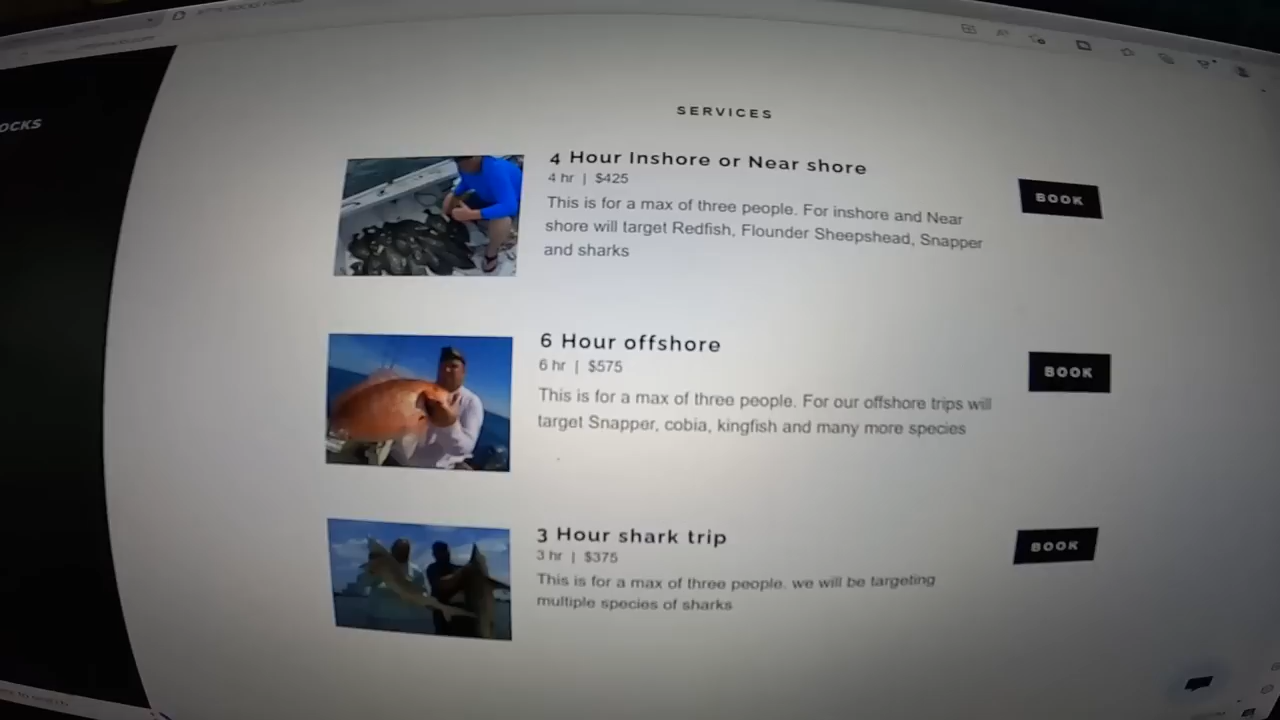 OCKS
SERVICES
4 Hour Inshore or Near shore
4 hr | $425
This is for a max of three people. For inshore and Near
shore will target Redfish, Flounder Sheepshead, Snapper
and sharks
BOOK
6 Hour offshore
6 hr | $575
This is for a max of three people. For our offshore trips will
target Snapper, cobia, kingfish and many more species
BOOK
3 Hour shark trip
3 hr | $375
This is for a max of three people. we will be targeting
multiple species of sharks
BOOK